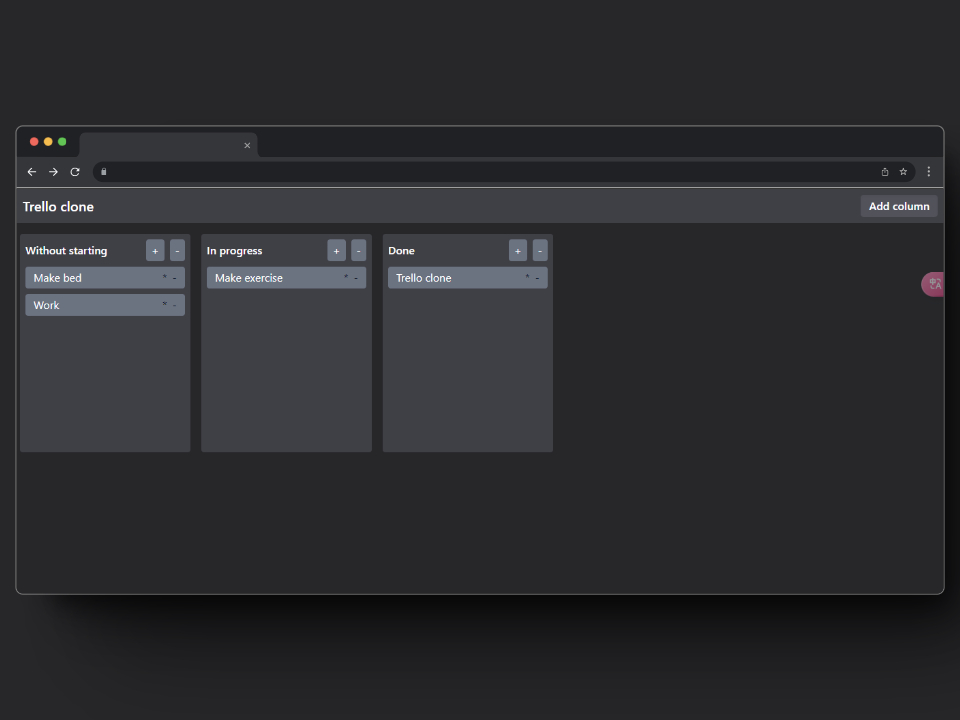 Trello clone
Add column
Without starting + -
Make bed * -
Work * -
In progress + -
Make exercise * -
Done + -
Trello clone * -